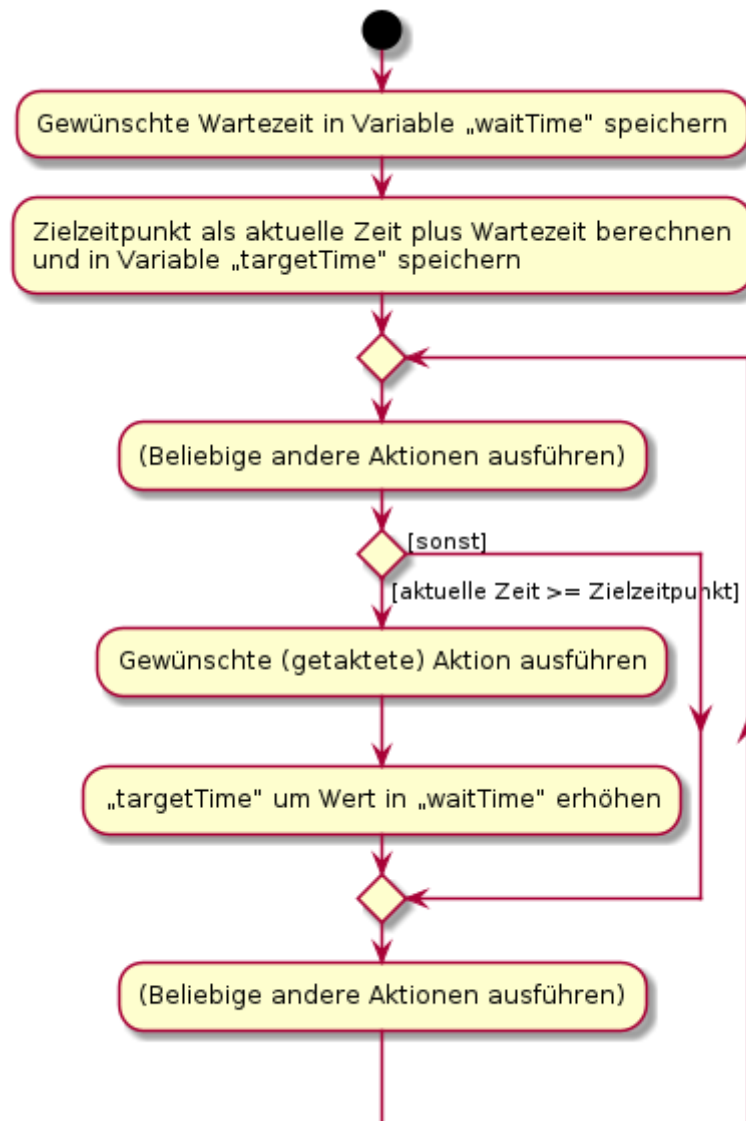 Gewünschte Wartezeit in Variable „waitTime" speichern
Zielzeitpunkt als aktuelle Zeit plus Wartezeit berechnen
und in Variable „targetTime" speichern
(Beliebige andere Aktionen ausführen)
[sonst]
[aktuelle Zeit >= Zielzeitpunkt]
Gewünschte (getaktete) Aktion ausführen
„targetTime" um Wert in „waitTime" erhöhen
(Beliebige andere Aktionen ausführen)